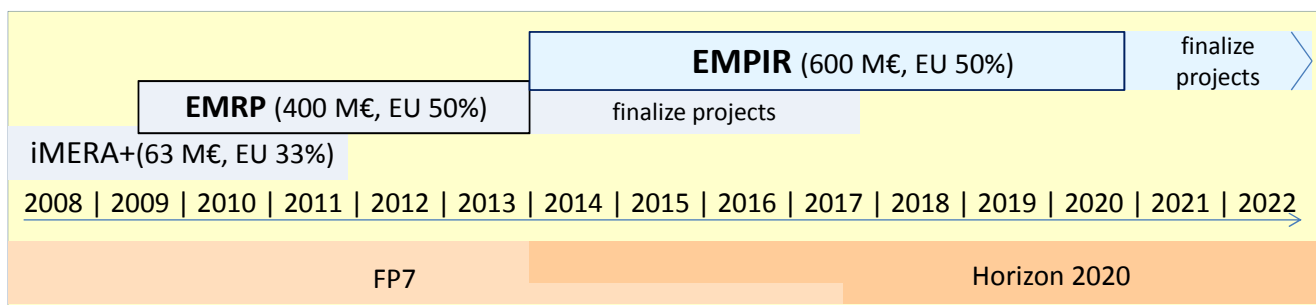 EMPIR (600 M€, EU 50%)
finalize
projects
EMRP (400 M€, EU 50%)
finalize projects
iMERA+(63 M€, EU 33%)
2008 | 2009 | 2010 | 2011 | 2012 | 2013 | 2014 | 2015 | 2016 | 2017 | 2018 | 2019 | 2020 | 2021 | 2022
FP7
Horizon 2020